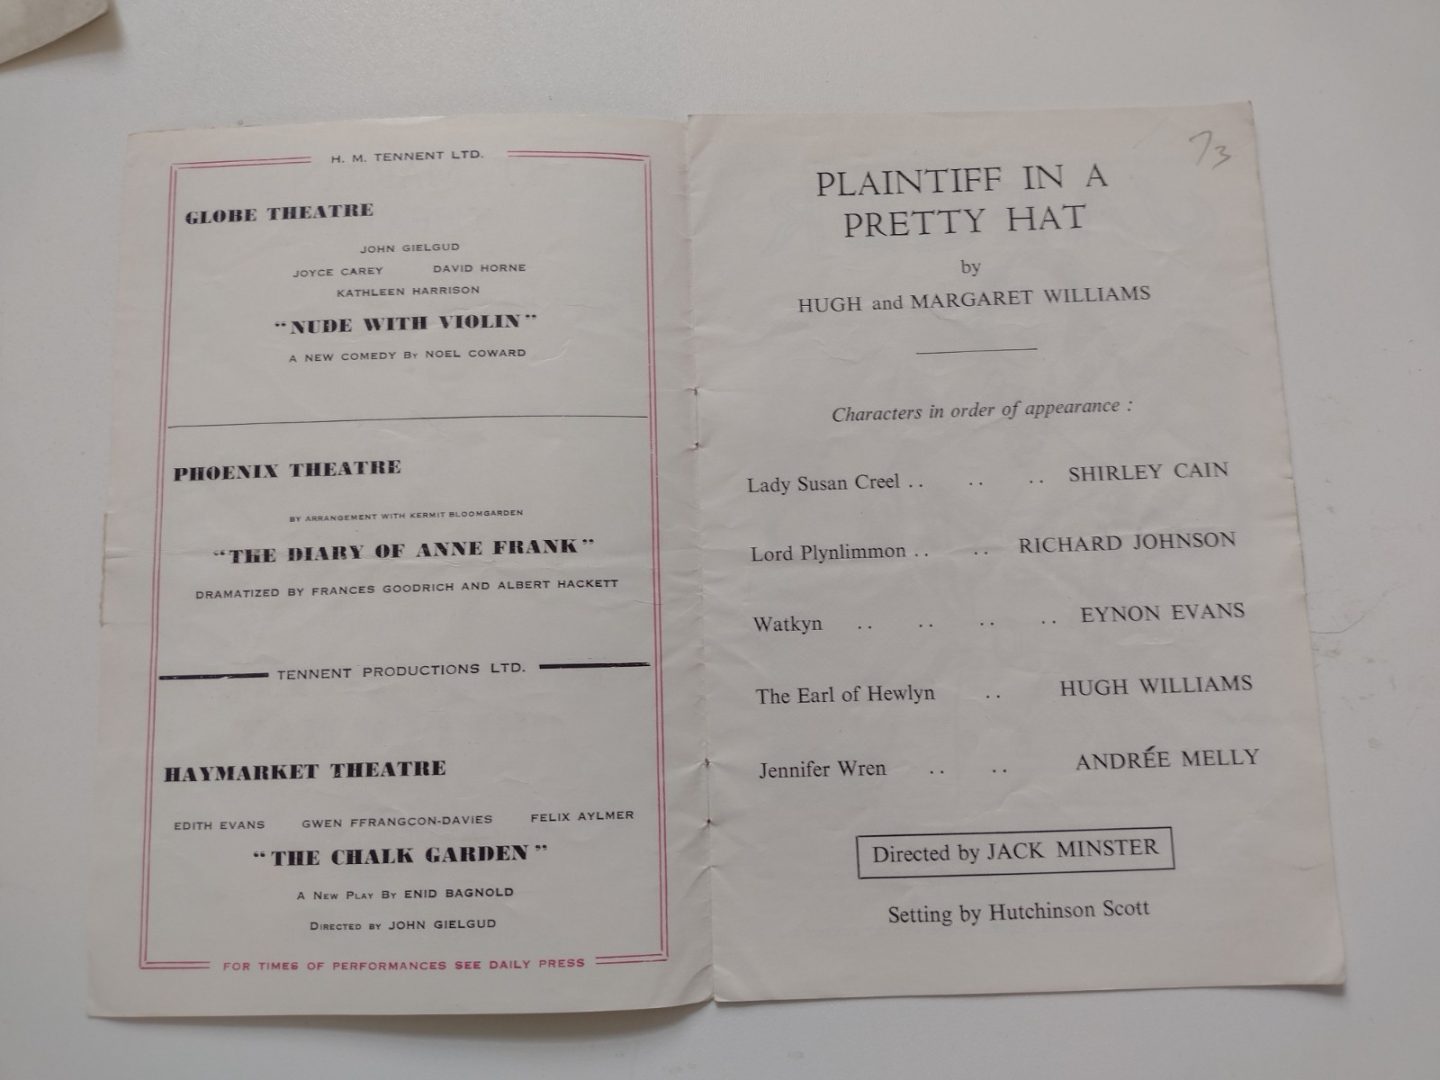 H. M. TENNENT LTD.
GLOBE THEATRE
JOHN GIELGUD
JOYCE CAREY DAVID HORNE
KATHLEEN HARRISON
"NUDE WITH VIOLIN"
A NEW COMEDY By NOEL COWARD
PHOENIX THEATRE
BY ARRANGEMENT WITH KERMIT BLOOMGARDEN
"THE DIARY OF ANNE FRANK"
DRAMATIZED BY FRANCES GOODRICH AND ALBERT HACKETT
TENNENT PRODUCTIONS LTD.
HAYMARKET THEATRE
EDITH EVANS GWEN FFRANGCON-DAVIES FELIX AYLMER
"THE CHALK GARDEN"
A New Play By ENID BAGNOLD
Directed by JOHN GIELGUD
FOR TIMES OF PERFORMANCES SEE DAILY PRESS
73
PLAINTIFF IN A
PRETTY HAT
by
HUGH and MARGARET WILLIAMS
Characters in order of appearance :
Lady Susan Creel .. .. .. SHIRLEY CAIN
Lord Plynlimmon .. .. RICHARD JOHNSON
Watkyn .. .. .. .. EYNON EVANS
The Earl of Hewlyn .. HUGH WILLIAMS
Jennifer Wren .. .. ANDRÉE MELLY
Directed by JACK MINSTER
Setting by Hutchinson Scott